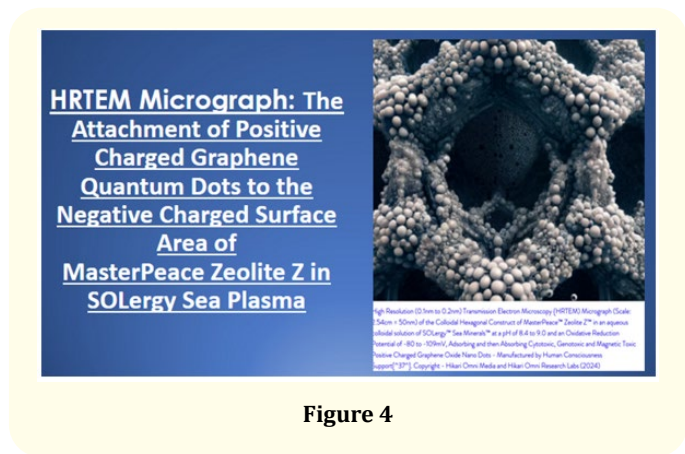 HRTEM Micrograph: The
Attachment of Positive
Charged Graphene
Quantum Dots to the
Negative Charged Surface
Area of
MasterPeace Zeolite Z in
SOLergy Sea Plasma
High Resolution (0.1nm to 0.2nm) Transmission Electron Microscopy (HRTEM) Micrograph (Scale:
2.54cm = 50nm) of the Colloidal Hexagonal Construct of MasterPeace™ Zeolite Z™ in an aqueous
colloidal solution of SOLergy™ Sea Minerals™ at a pH of 8.4 to 9.0 and an Oxidative Reduction
Potential of -80 to -109mV, Adsorbing and then Absorbing Cytotoxic, Genotoxic and Magnetic Toxic
Positive Charged Graphene Oxide Nano Dots - Manufactured by Human Consciousness
Support["37"]. Copyright - Hikari Omni Media and Hikari Omni Research Labs (2024)
Figure 4